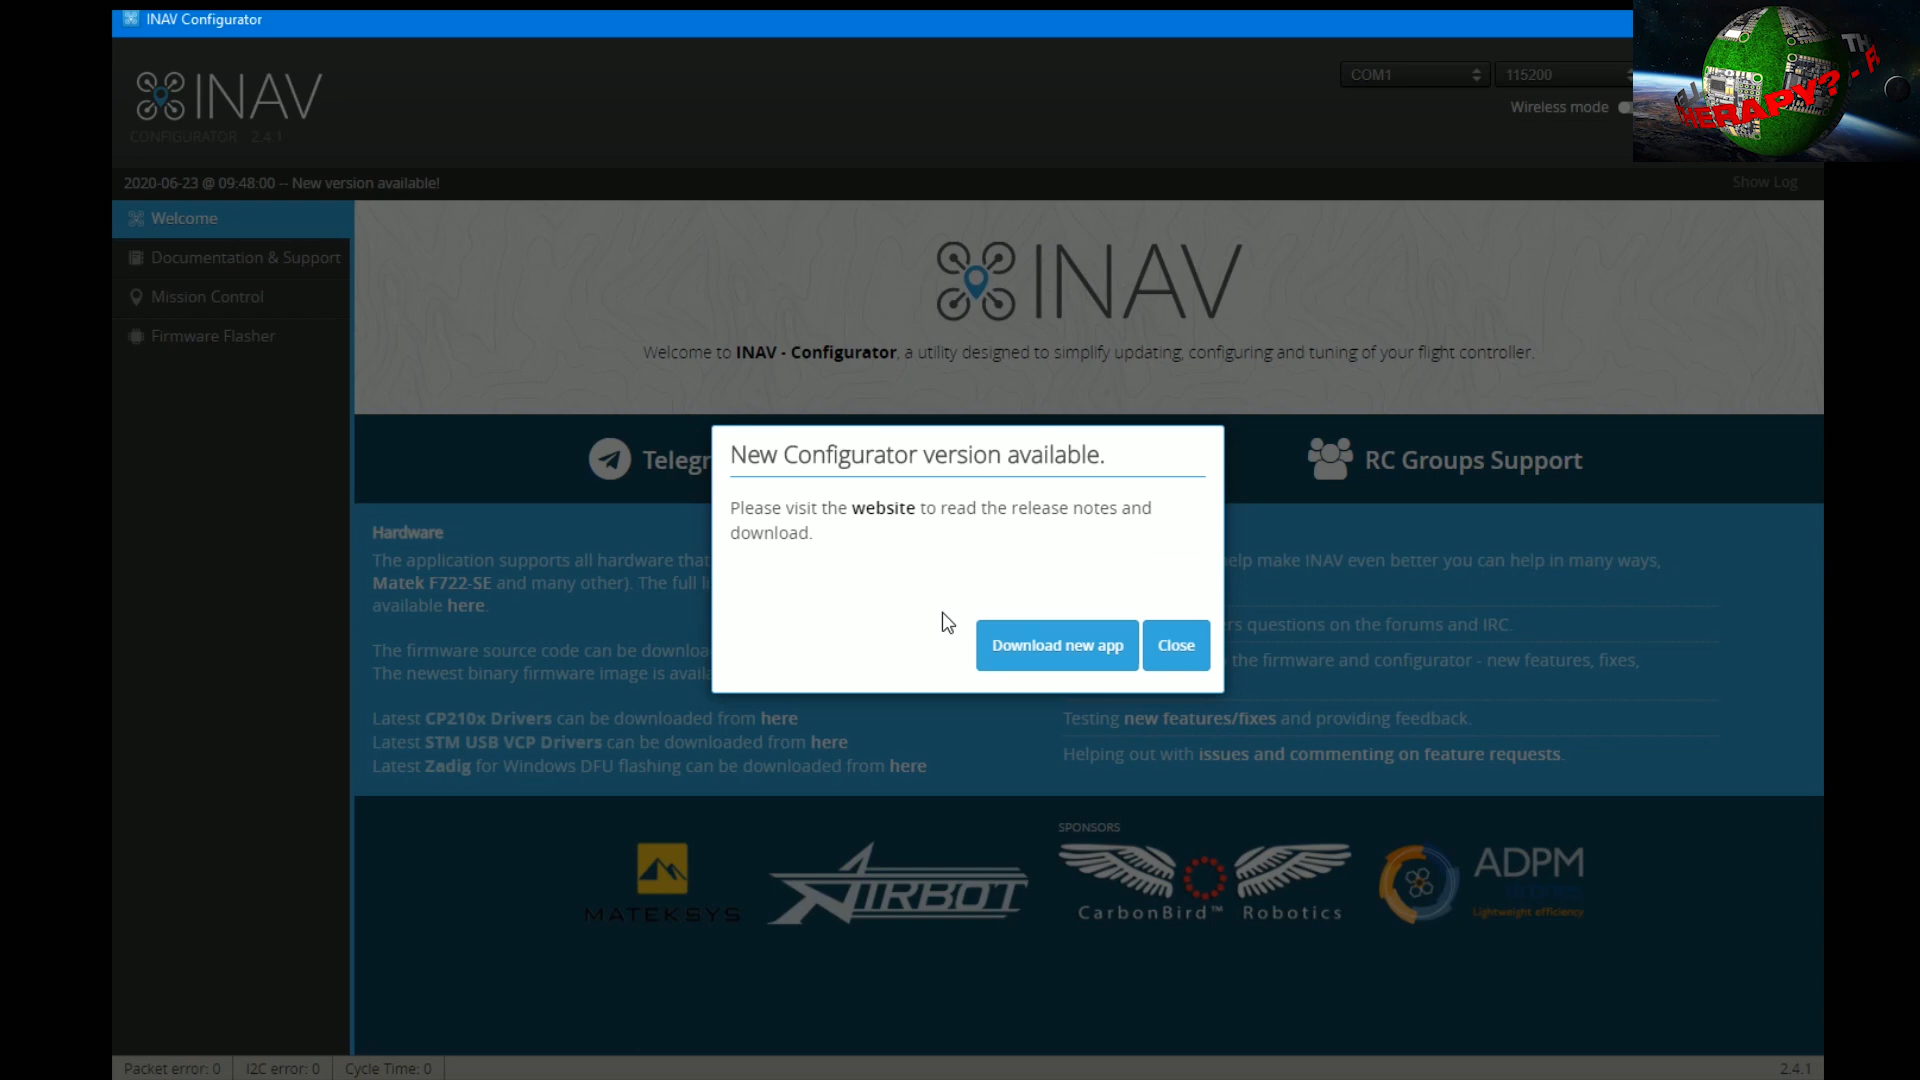 INAV Configurator
INAV
CONFIGURATOR 2.4.1
COM1
115200
Wireless mode
THERAPY?
2020-06-23 @ 09:48:00 -- New version available!
Show Log
Welcome
Documentation & Support
Mission Control
Firmware Flasher
INAV
Welcome to INAV - Configurator, a utility designed to simplify updating, configuring and tuning of your flight controller.
Telegr
RC Groups Support
New Configurator version available.
Please visit the website to read the release notes and
download.
Download new app
Close
Hardware
The application supports all hardware that
Matek F722-SE and many other). The full li
available here.
The firmware source code can be downloa
The newest binary firmware image is avail
Latest CP210x Drivers can be downloaded from here
Latest STM USB VCP Drivers can be downloaded from here
Latest Zadig for Windows DFU flashing can be downloaded from here
elp make INAV even better you can help in many ways,
rs questions on the forums and IRC.
the firmware and configurator - new features, fixes,
Testing new features/fixes and providing feedback.
Helping out with issues and commenting on feature requests.
SPONSORS
MATEKSYS
AIRBOT
CarbonBird™ Robotics
ADPM
drones
Lightweight efficiency
Packet error: 0
I2C error: 0
Cycle Time: 0
2.4.1